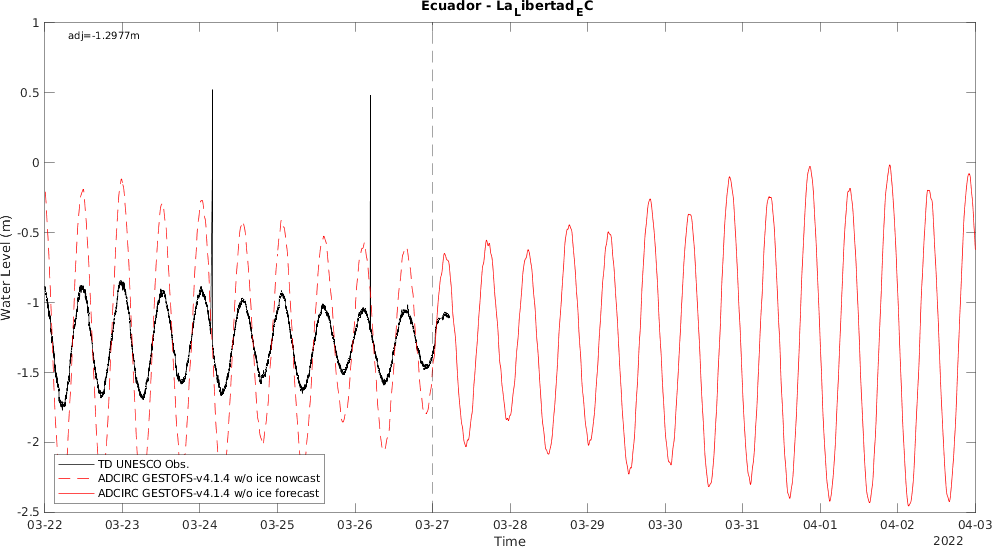 Ecuador - LaLibertadEC
adj=-1.2977m
1
0.5
0
-0.5
-1
-1.5
-2
-2.5
Water Level (m)
TD UNESCO Obs.
ADCIRC GESTOFS-v4.1.4 w/o ice nowcast
ADCIRC GESTOFS-v4.1.4 w/o ice forecast
03-22 03-23 03-24 03-25 03-26 03-27 03-28 03-29 03-30 03-31 04-01 04-02 04-03
Time
2022